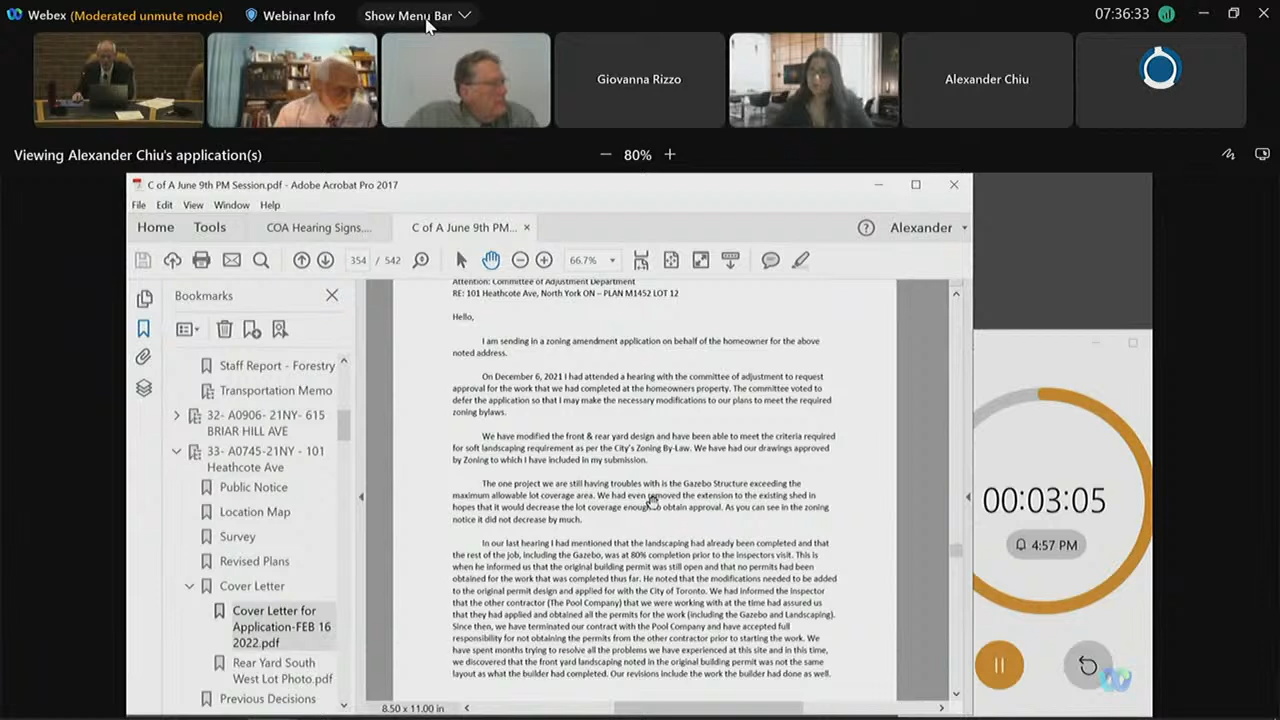 Webex (Moderated unmute mode) Webinar Info Show Menu Bar 07:36:33
Giovanna Rizzo
Alexander Chiu
Viewing Alexander Chiu's application(s)
80%
C of A June 9th PM Session.pdf - Adobe Acrobat Pro 2017
File Edit View Window Help
Home Tools COA Hearing Signs.... C of A June 9th PM... × Alexander
354 / 542 66.7%
Bookmarks
Staff Report - Forestry
Transportation Memo
32- A0906- 21NY- 615
BRIAR HILL AVE
33- A0745-21NY - 101
Heathcote Ave
Public Notice
Location Map
Survey
Revised Plans
Cover Letter
Cover Letter for
Application-FEB 16
2022.pdf
Rear Yard South
West Lot Photo.pdf
Previous Decisions
Attention: Committee of Adjustment Department
RE: 101 Heathcote Ave, North York ON – PLAN M1452 LOT 12
Hello,
I am sending in a zoning amendment application on behalf of the homeowner for the above
noted address.
On December 6, 2021 I had attended a hearing with the committee of adjustment to request
approval for the work that we had completed at the homeowners property. The committee voted to
defer the application so that I may make the necessary modifications to our plans to meet the required
zoning bylaws.
We have modified the front & rear yard design and have been able to meet the criteria required
for soft landscaping requirement as per the City's Zoning By-Law. We have had our drawings approved
by Zoning to which I have included in my submission.
The one project we are still having troubles with is the Gazebo Structure exceeding the
maximum allowable lot coverage area. We had even removed the extension to the existing shed in
hopes that it would decrease the lot coverage enough to obtain approval. As you can see in the zoning
notice it did not decrease by much.
In our last hearing I had mentioned that the landscaping had already been completed and that
the rest of the job, including the Gazebo, was at 80% completion prior to the inspectors visit. This is
when he informed us that the original building permit was still open and that no permits had been
obtained for the work that was completed thus far. He noted that the modifications needed to be added
to the original permit design and applied for with the City of Toronto. We had informed the inspector
that the other contractor (The Pool Company) that we were working with at the time had assured us
that they had applied and obtained all the permits for the work (including the Gazebo and Landscaping).
Since then, we have terminated our contract with the Pool Company and have accepted full
responsibility for not obtaining the permits from the other contractor prior to starting the work. We
have spent months trying to resolve all the problems we have experienced at this site and in this time,
we discovered that the front yard landscaping noted in the original building permit was not the same
layout as what the builder had completed. Our revisions include the work the builder had done as well.
8.50 x 11.00 in
00:03:05
4:57 PM